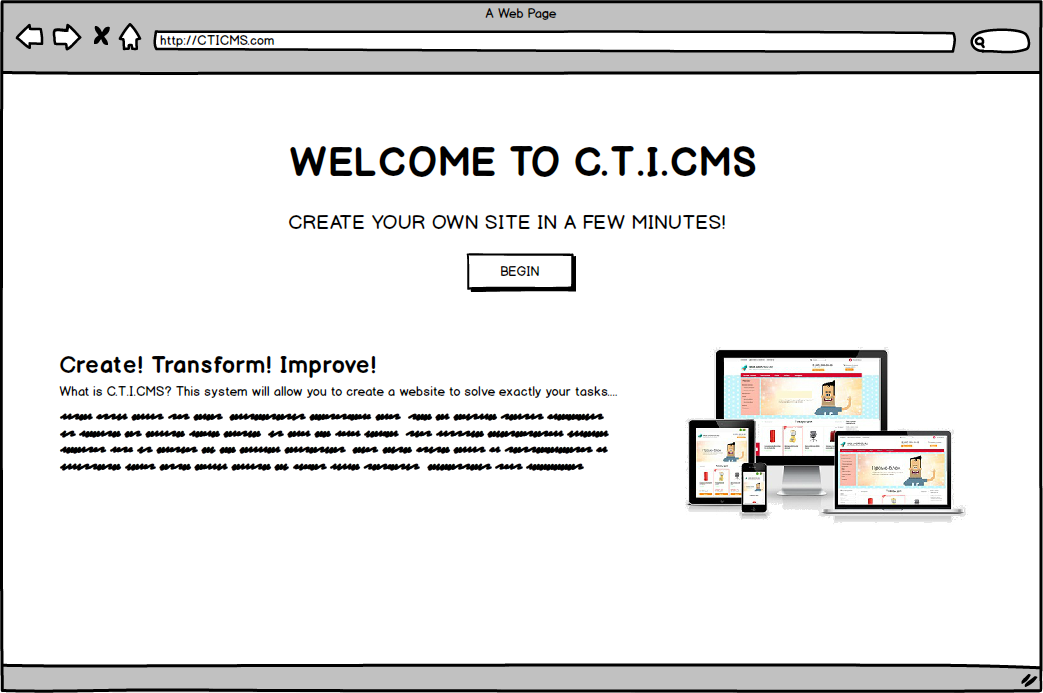 A Web Page
http://CTICMS.com
WELCOME TO C.T.I.CMS
CREATE YOUR OWN SITE IN A FEW MINUTES!
BEGIN
Create! Transform! Improve!
What is C.T.I.CMS? This system will allow you to create a website to solve exactly your tasks....